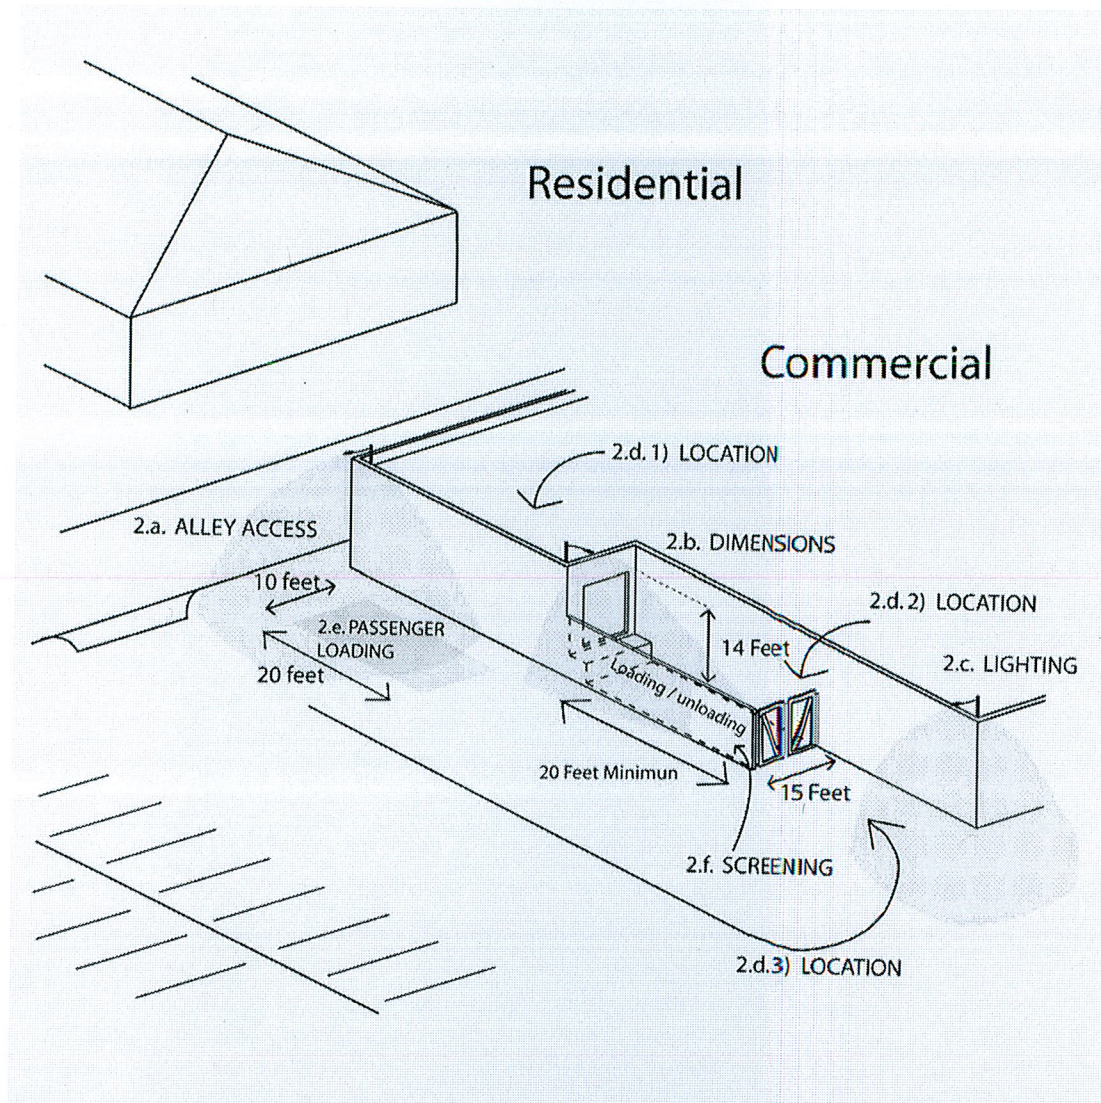 Residential
Commercial
2.d. 1) LOCATION
2.a. ALLEY ACCESS
2.b. DIMENSIONS
10 feet
2.d. 2) LOCATION
2.e. PASSENGER
LOADING
14 Feet
2.c. LIGHTING
20 feet
Loading / unloading
20 Feet Minimun
15 Feet
2.f. SCREENING
2.d.3) LOCATION